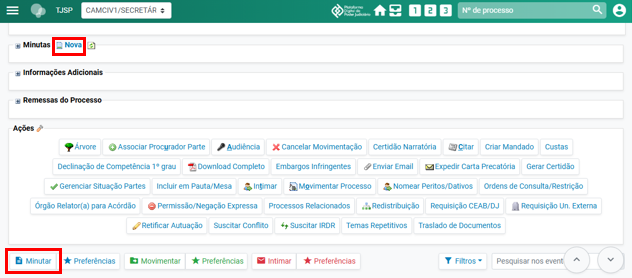 TJSP CAMCIV1/SECRETÁR Plataforma Digital do Poder Judiciário 1 2 3 Nº de processo
Minutas Nova
Informações Adicionais
Remessas do Processo
Ações
Árvore Associar Procurador Parte Audiência Cancelar Movimentação Certidão Narratória Citar Criar Mandado Custas
Declinação de Competência 1º grau Download Completo Embargos Infringentes Enviar Email Expedir Carta Precatória Gerar Certidão
Gerenciar Situação Partes Incluir em Pauta/Mesa Intimar Movimentar Processo Nomear Peritos/Dativos Ordens de Consulta/Restrição
Órgão Relator(a) para Acórdão Permissão/Negação Expressa Processos Relacionados Redistribuição Requisição CEAB/DJ Requisição Un. Externa
Retificar Autuação Suscitar Conflito Suscitar IRDR Temas Repetitivos Traslado de Documentos
Minutar Preferências Movimentar Preferências Intimar Preferências Filtros Pesquisar nos event